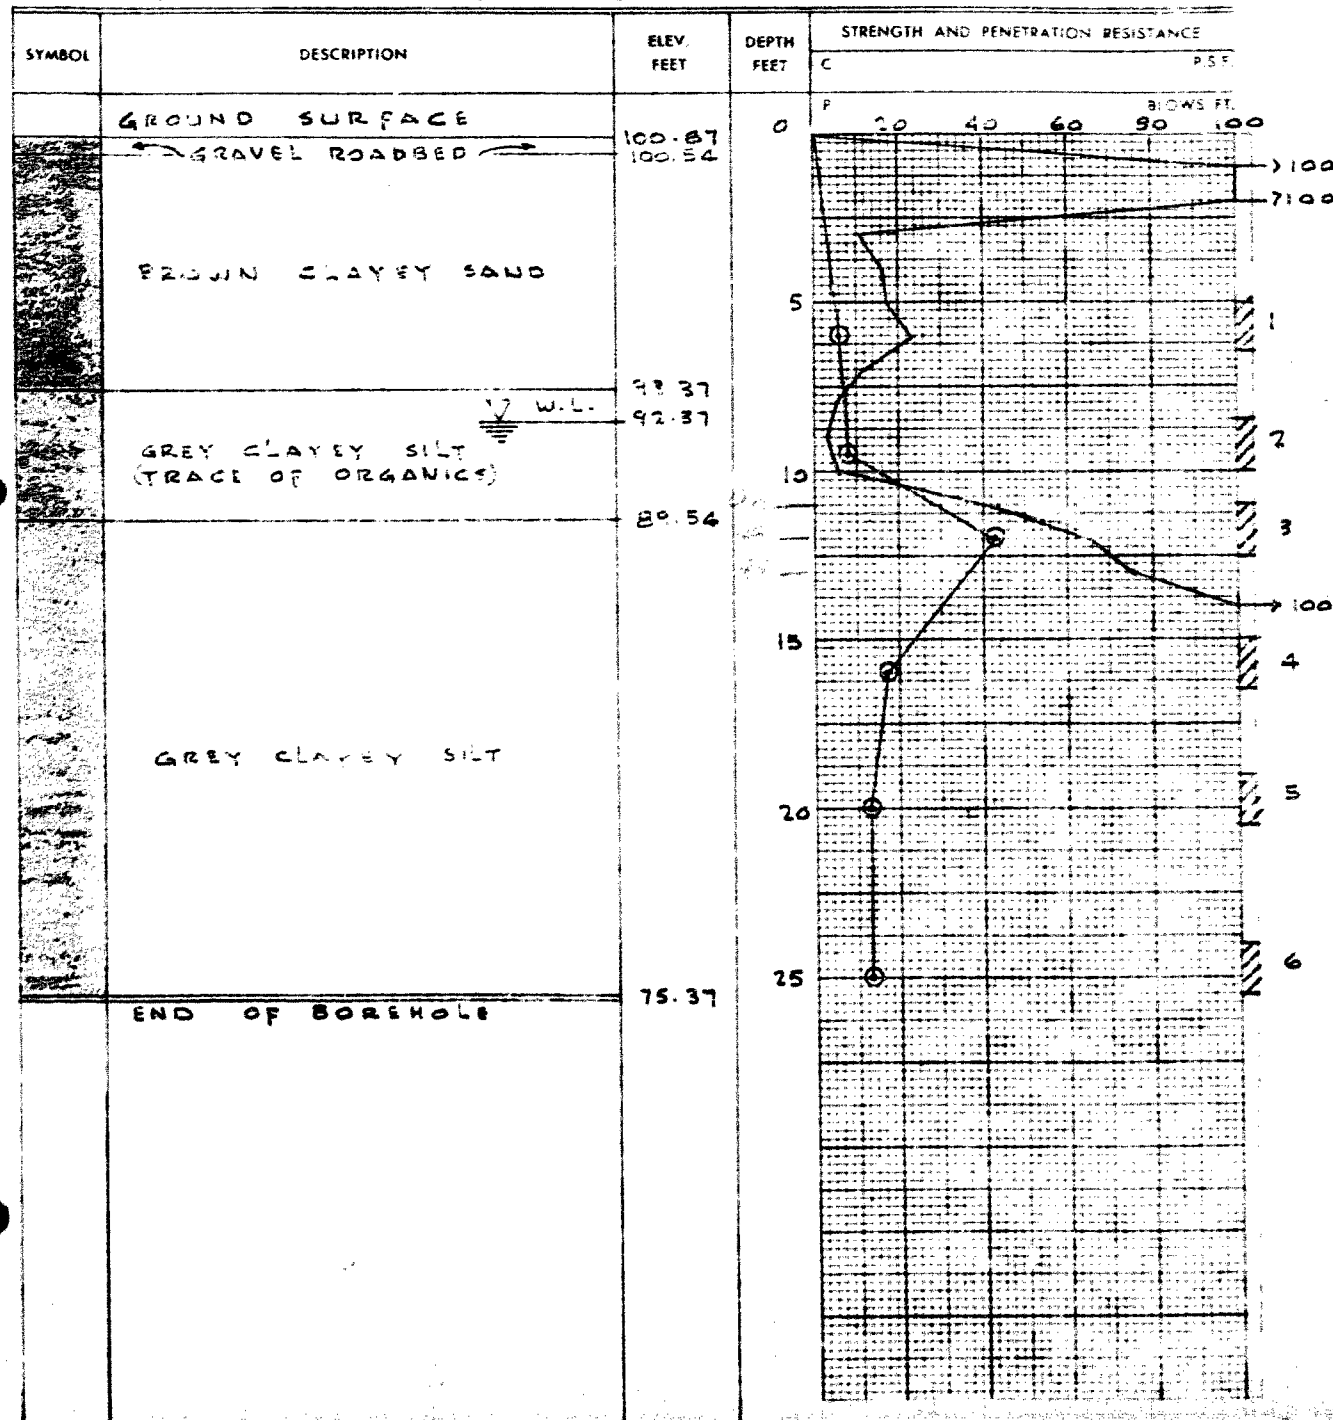 STRENGTH AND PENETRATION RESISTANCE
SYMBOL DESCRIPTION ELEV. FEET DEPTH FEET
C P.S.F.
P BLOWS FT.
GROUND SURFACE
0 20 40 60 80 100
100.87
GRAVEL ROADBED 100.54
>100
>100
BROWN CLAYEY SAND
5 1
93.37
W.L.
92.37
2
GREY CLAYEY SILT
(TRACE OF ORGANICS)
10
89.54 3
>100
15 4
GREY CLAYEY SILT
5
20
6
25
75.37
END OF BOREHOLE